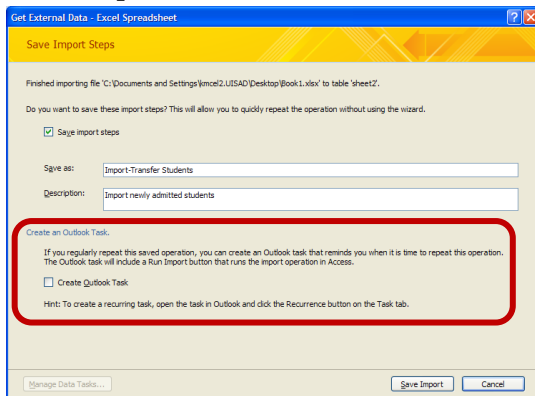 Get External Data - Excel Spreadsheet
Save Import Steps
Finished importing file 'C:\Documents and Settings\kmcel2.UISAD\Desktop\Book1.xlsx' to table 'sheet2'.
Do you want to save these import steps? This will allow you to quickly repeat the operation without using the wizard.
Save import steps
Save as: Import-Transfer Students
Description: Import newly admitted students
Create an Outlook Task.
If you regularly repeat this saved operation, you can create an Outlook task that reminds you when it is time to repeat this operation.
The Outlook task will include a Run Import button that runs the import operation in Access.
Create Outlook Task
Hint: To create a recurring task, open the task in Outlook and click the Recurrence button on the Task tab.
Manage Data Tasks... Save Import Cancel